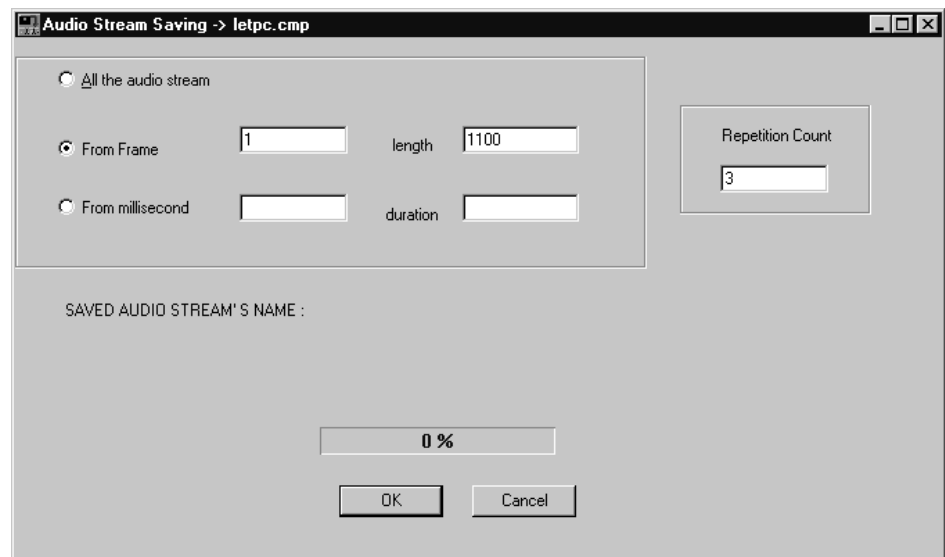 Audio Stream Saving -> letpc.cmp
All the audio stream
From Frame 1 length 1100
From millisecond duration
Repetition Count
3
SAVED AUDIO STREAM'S NAME :
0 %
OK Cancel